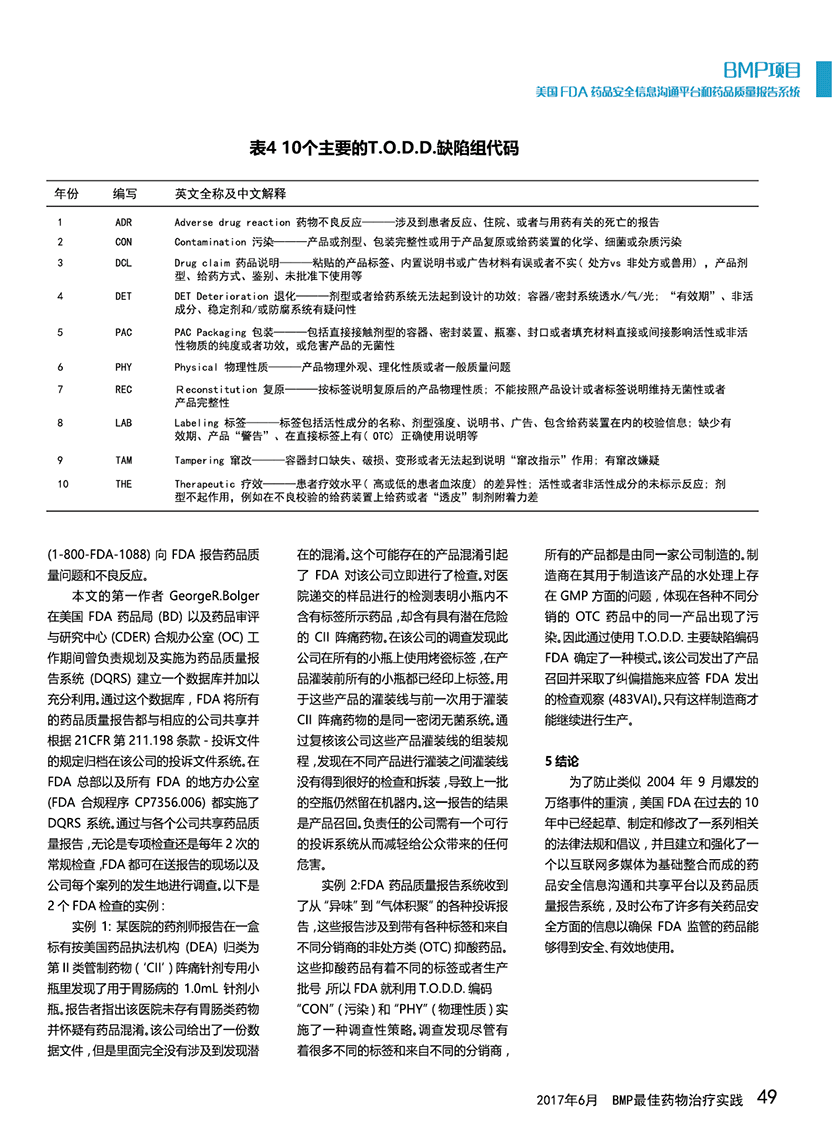 BMP项目
美国 FDA 药品安全信息沟通平台和药品质量报告系统
表4 10个主要的T.O.D.D.缺陷组代码
年份 编写 英文全称及中文解释
1 ADR Adverse drug reaction 药物不良反应———涉及到患者反应、住院、或者与用药有关的死亡的报告
2 CON Contamination 污染———产品或剂型、包装完整性或用于产品复原或给药装置的化学、细菌或杂质污染
3 DCL Drug claim 药品说明———粘贴的产品标签、内置说明书或广告材料有误或者不实( 处方vs 非处方或兽用) , 产品剂
型、给药方式、鉴别、未批准下使用等
4 DET DET Deterioration 退化———剂型或者给药系统无法起到设计的功效; 容器/密封系统透水/气/光; “有效期”、非活
成分、稳定剂和/或防腐系统有疑问性
5 PAC PAC Packaging 包装———包括直接接触剂型的容器、密封装置、瓶塞、封口或者填充材料直接或间接影响活性或非活
性物质的纯度或者功效，或危害产品的无菌性
6 PHY Physical 物理性质———产品物理外观、理化性质或者一般质量问题
7 REC Reconstitution 复原———按标签说明复原后的产品物理性质; 不能按照产品设计或者标签说明维持无菌性或者
产品完整性
8 LAB Labeling 标签———标签包括活性成分的名称、剂型强度、说明书、广告、包含给药装置在内的校验信息; 缺少有
效期、产品“警告”、在直接标签上有( OTC) 正确使用说明等
9 TAM Tampering 窜改———容器封口缺失、破损、变形或者无法起到说明“窜改指示”作用; 有窜改嫌疑
10 THE Therapeutic 疗效———患者疗效水平( 高或低的患者血浓度) 的差异性; 活性或者非活性成分的未标示反应; 剂
型不起作用, 例如在不良校验的给药装置上给药或者“透皮”制剂附着力差
(1-800-FDA-1088) 向 FDA 报告药品质
量问题和不良反应。
本文的第一作者 GeorgeR.Bolger
在美国 FDA 药品局 (BD) 以及药品审评
与研究中心 (CDER) 合规办公室 (OC) 工
作期间曾负责规划及实施为药品质量报
告系统 (DQRS) 建立一个数据库并加以
充分利用。通过这个数据库，FDA 将所有
的药品质量报告都与相应的公司共享并
根据 21CFR 第 211.198 条款 - 投诉文件
的规定归档在该公司的投诉文件系统。在
FDA 总部以及所有 FDA 的地方办公室
(FDA 合规程序 CP7356.006) 都实施了
DQRS 系统。通过与各个公司共享药品质
量报告，无论是专项检查还是每年 2 次的
常规检查，FDA 都可在送报告的现场以及
公司每个案列的发生地进行调查。以下是
2 个 FDA 检查的实例：
实例 1: 某医院的药剂师报告在一盒
标有按美国药品执法机构 (DEA) 归类为
第 II 类管制药物（‘CII’）阵痛针剂专用小
瓶里发现了用于胃肠病的 1.0mL 针剂小
瓶。报告者指出该医院未存有胃肠类药物
并怀疑有药品混淆。该公司给出了一份数
据文件，但是里面完全没有涉及到发现潜
在的混淆。这个可能存在的产品混淆引起
了 FDA 对该公司立即进行了检查。对医
院递交的样品进行的检测表明小瓶内不
含有标签所示药品，却含有具有潜在危险
的 CII 阵痛药物。在该公司的调查发现此
公司在所有的小瓶上使用烤瓷标签，在产
品灌装前所有的小瓶都已经印上标签。用
于这些产品的灌装线与前一次用于灌装
CII 阵痛药物的是同一密闭无菌系统。通
过复核该公司这些产品灌装线的组装规
程，发现在不同产品进行灌装之间灌装线
没有得到很好的检查和拆装，导致上一批
的空瓶仍然留在机器内。这一报告的结果
是产品召回。负责任的公司需有一个可行
的投诉系统从而减轻给公众带来的任何
危害。
实例 2:FDA 药品质量报告系统收到
了从“异味”到“气体积聚”的各种投诉报
告，这些报告涉及到带有各种标签和来自
不同分销商的非处方类 (OTC) 抑酸药品。
这些抑酸药品有着不同的标签或者生产
批号，所以 FDA 就利用 T.O.D.D. 编码
“CON”（污染）和“PHY”（物理性质）实
施了一种调查性策略。调查发现尽管有
着很多不同的标签和来自不同的分销商，
所有的产品都是由同一家公司制造的。制
造商在其用于制造该产品的水处理上存
在 GMP 方面的问题，体现在各种不同分
销的 OTC 药品中的同一产品出现了污
染。因此通过使用 T.O.D.D. 主要缺陷编码
FDA 确定了一种模式。该公司发出了产品
召回并采取了纠偏措施来应答 FDA 发出
的检查观察 (483VAI)。只有这样制造商才
能继续进行生产。
5 结论
为了防止类似 2004 年 9 月爆发的
万络事件的重演，美国 FDA 在过去的 10
年中已经起草、制定和修改了一系列相关
的法律法规和倡议，并且建立和强化了一
个以互联网多媒体为基础整合而成的药
品安全信息沟通和共享平台以及药品质
量报告系统，及时公布了许多有关药品安
全方面的信息以确保 FDA 监管的药品能
够得到安全、有效地使用。
2017年6月 BMP最佳药物治疗实践 49